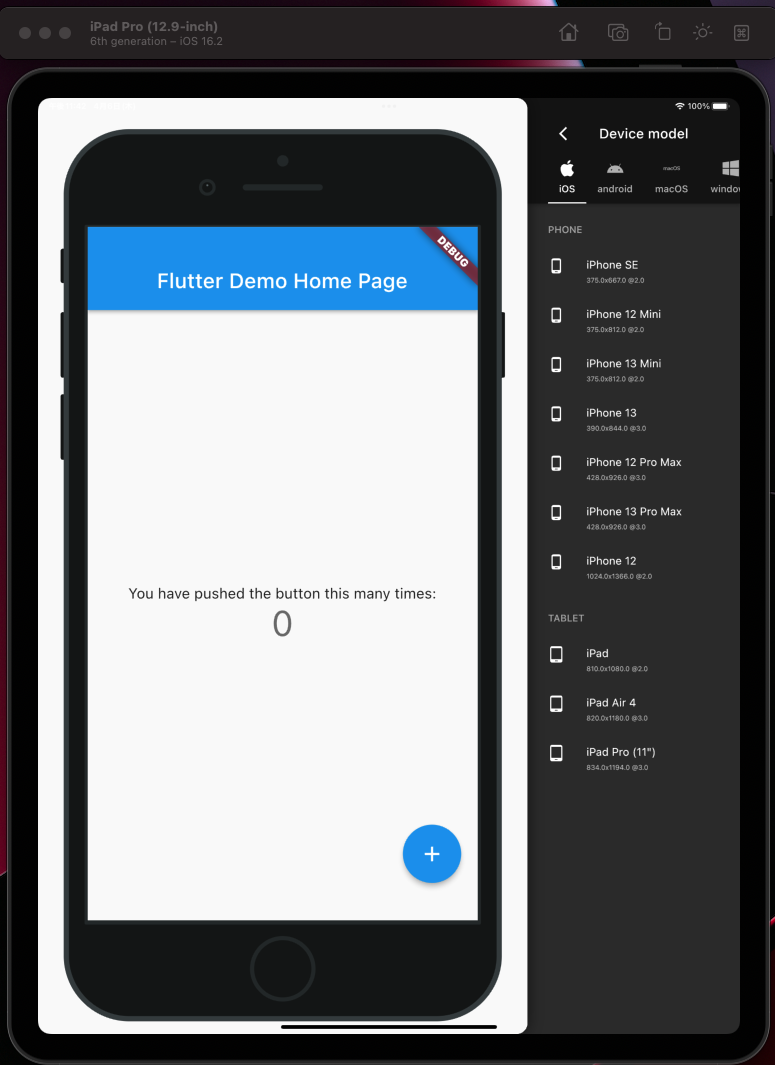 iPad Pro (12.9-inch)
6th generation – iOS 16.2
100%
Device model
macOS
iOS
android
macOS
window
DEBUG
Flutter Demo Home Page
You have pushed the button this many times:
0
PHONE
iPhone SE
375.0x667.0 @2.0
iPhone 12 Mini
375.0x812.0 @2.0
iPhone 13 Mini
375.0x812.0 @2.0
iPhone 13
390.0x844.0 @3.0
iPhone 12 Pro Max
428.0x926.0 @3.0
iPhone 13 Pro Max
428.0x926.0 @3.0
iPhone 12
1024.0x1366.0 @2.0
TABLET
iPad
810.0x1080.0 @2.0
iPad Air 4
820.0x1180.0 @3.0
iPad Pro (11")
834.0x1194.0 @3.0